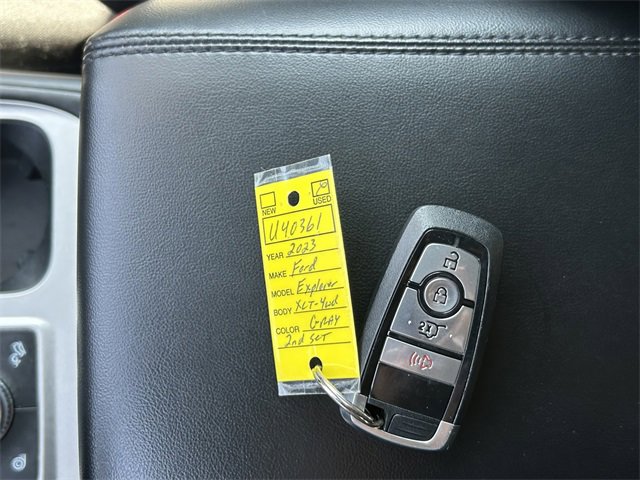 NEW USED
U40361
YEAR 2023
MAKE Ford
MODEL Explorer
BODY XLT-4wd
COLOR GRAY
2nd SET